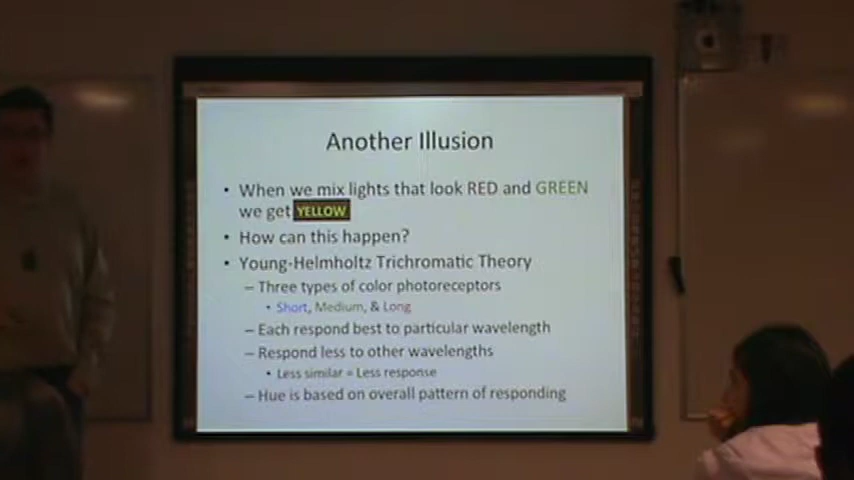 Another Illusion
• When we mix lights that look RED and GREEN
we get YELLOW
• How can this happen?
• Young-Helmholtz Trichromatic Theory
– Three types of color photoreceptors
• Short, Medium, & Long
– Each respond best to particular wavelength
– Respond less to other wavelengths
• Less similar = Less response
– Hue is based on overall pattern of responding